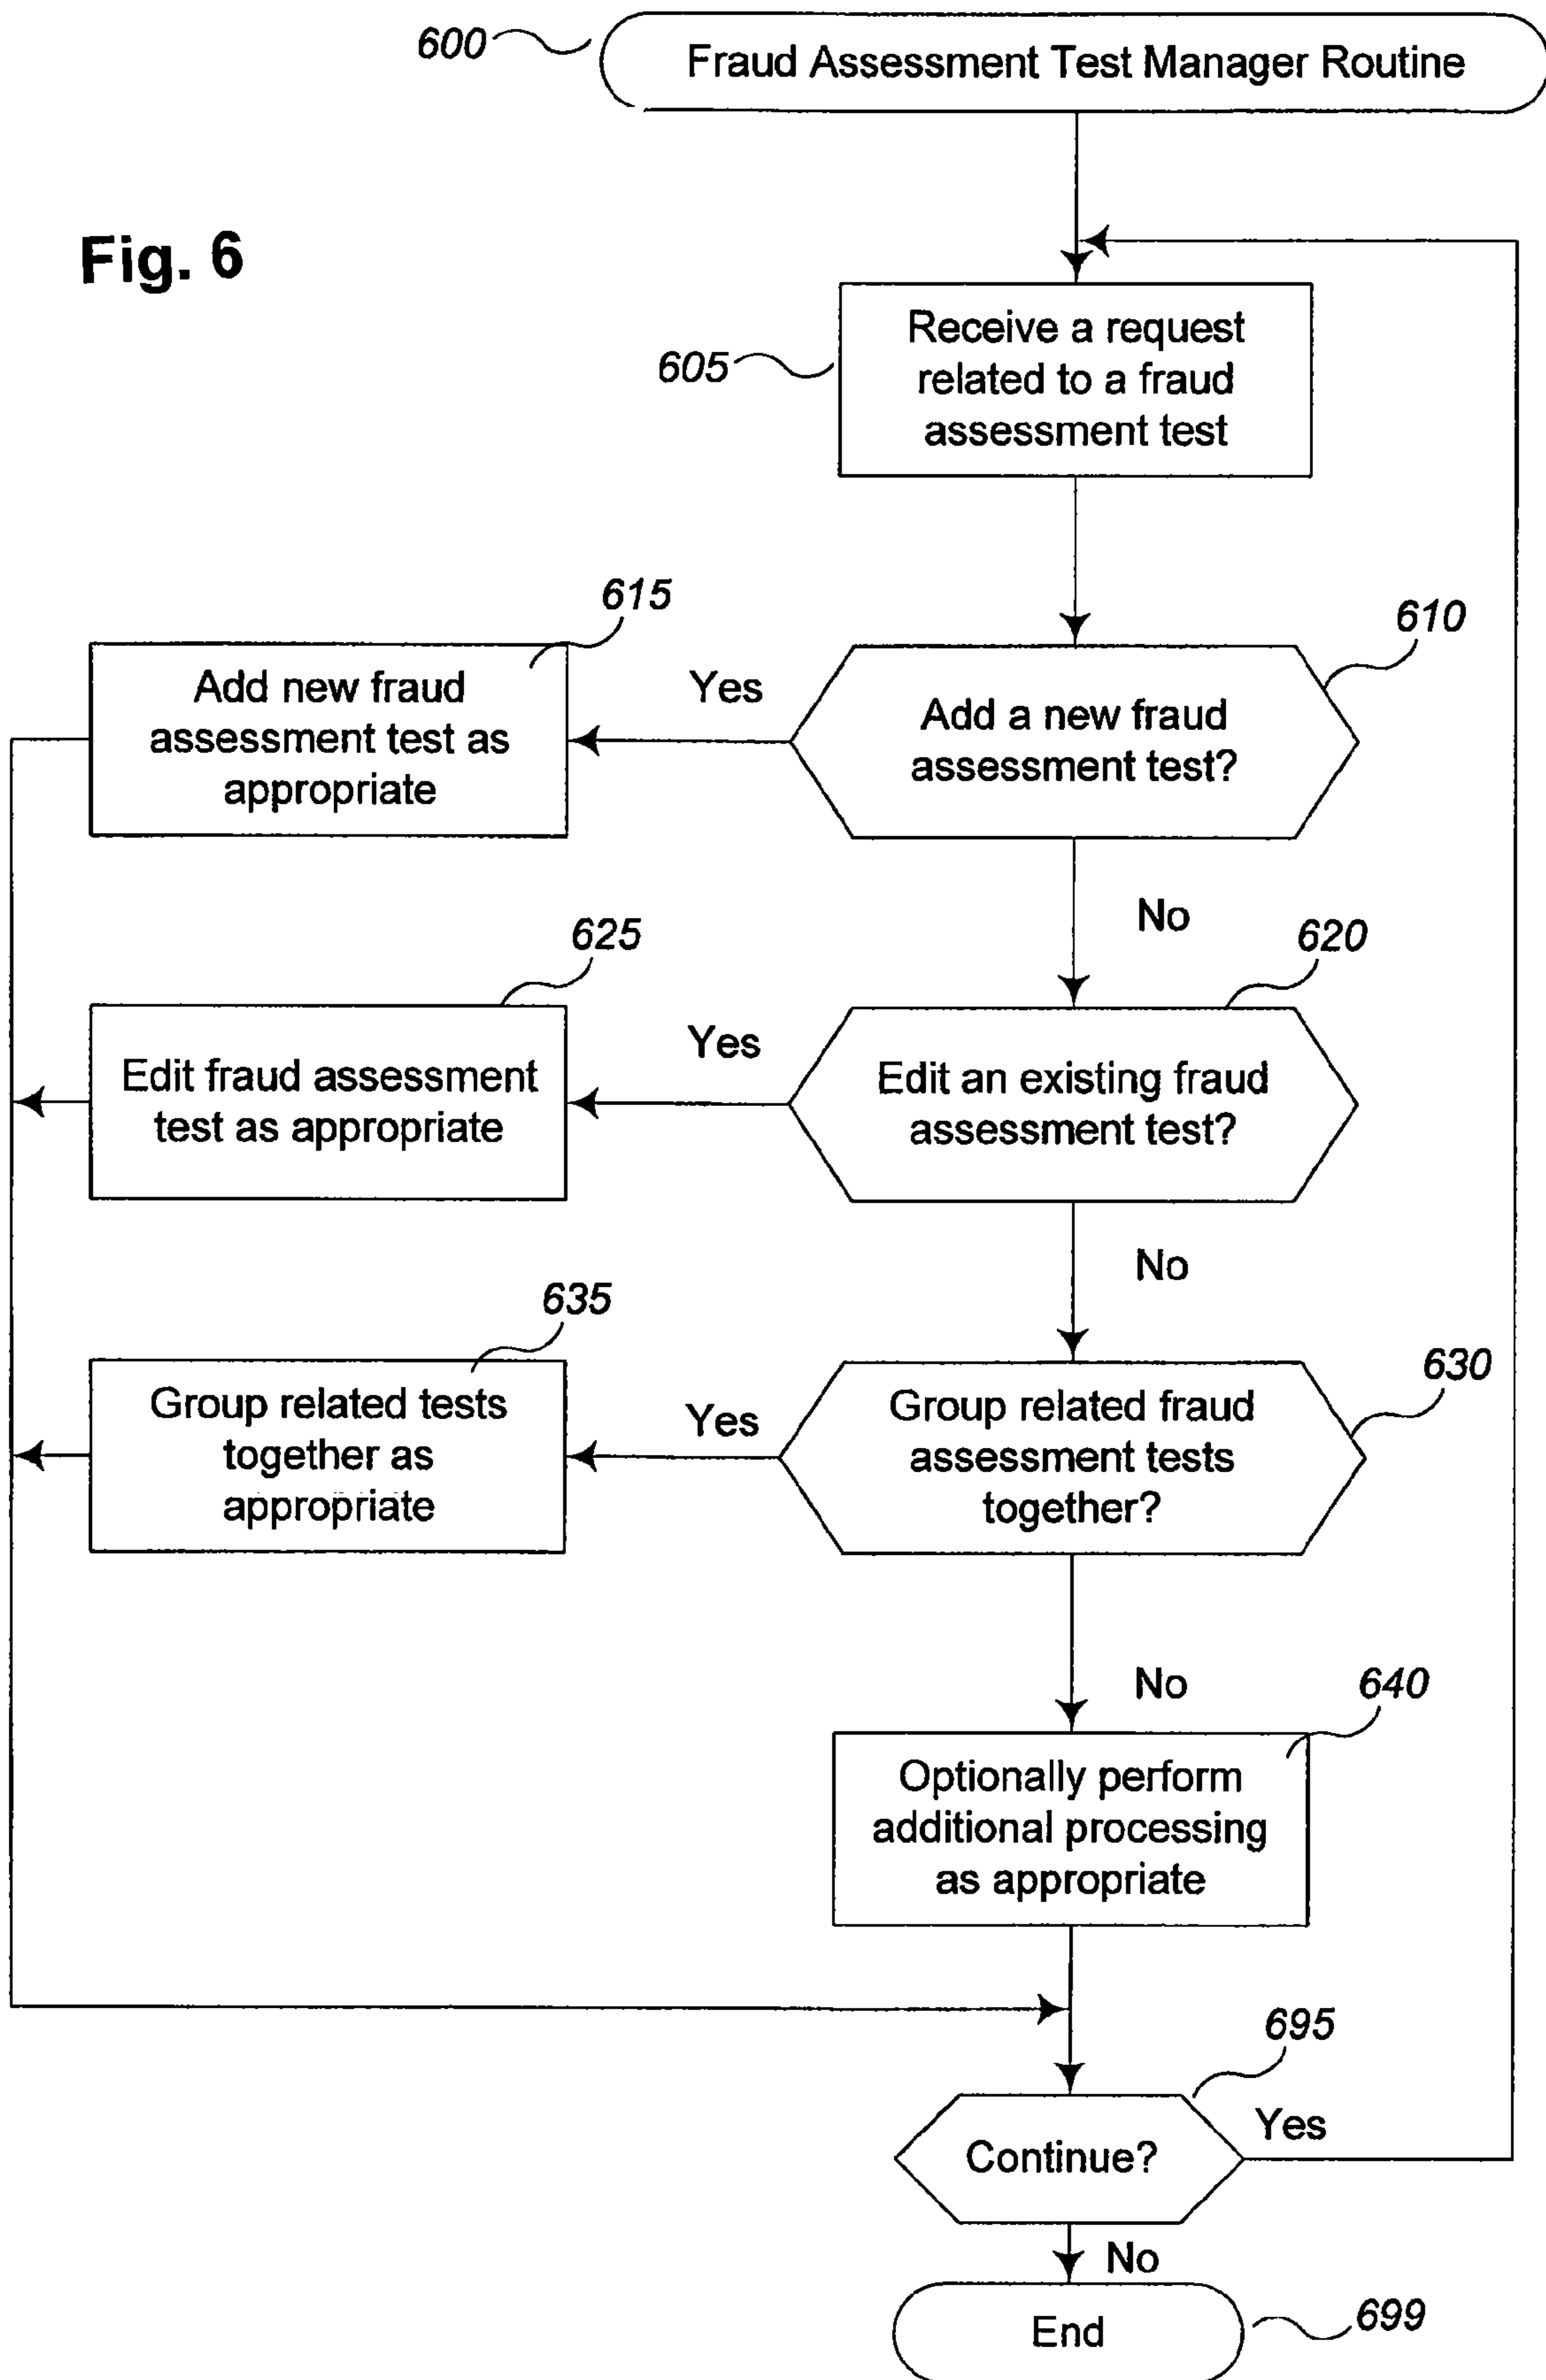 600
Fraud Assessment Test Manager Routine
Fig. 6
605
Receive a request
related to a fraud
assessment test
615
610
Add new fraud
assessment test as
appropriate
Yes
Add a new fraud
assessment test?
No
625
620
Edit fraud assessment
test as appropriate
Yes
Edit an existing fraud
assessment test?
No
635
630
Group related tests
together as
appropriate
Yes
Group related fraud
assessment tests
together?
No
640
Optionally perform
additional processing
as appropriate
695
Continue?
Yes
No
End
699